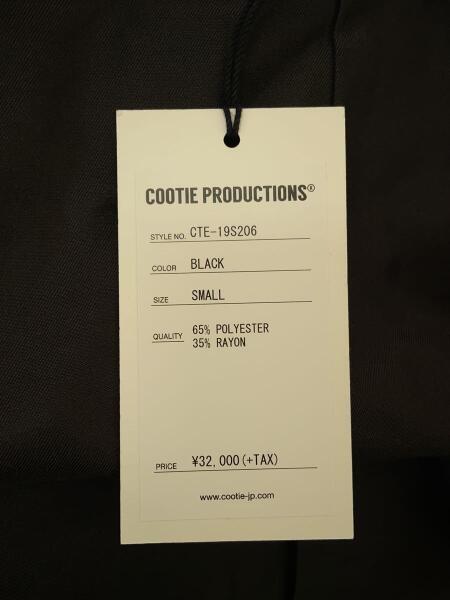 COOTIE PRODUCTIONS®
STYLE NO. CTE-19S206
COLOR BLACK
SIZE SMALL
QUALITY 65% POLYESTER
35% RAYON
PRICE ¥32,000(+TAX)
www.cootie-jp.com